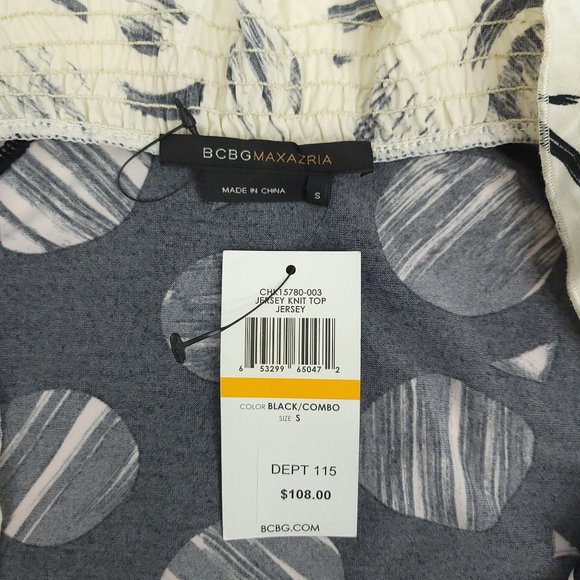 BCBGMAXAZRIA
MADE IN CHINA
S
CHK15780-003
JERSEY KNIT TOP
JERSEY
6 53299 65047 2
COLOR BLACK/COMBO
SIZE S
DEPT 115
$108.00
BCBG.COM